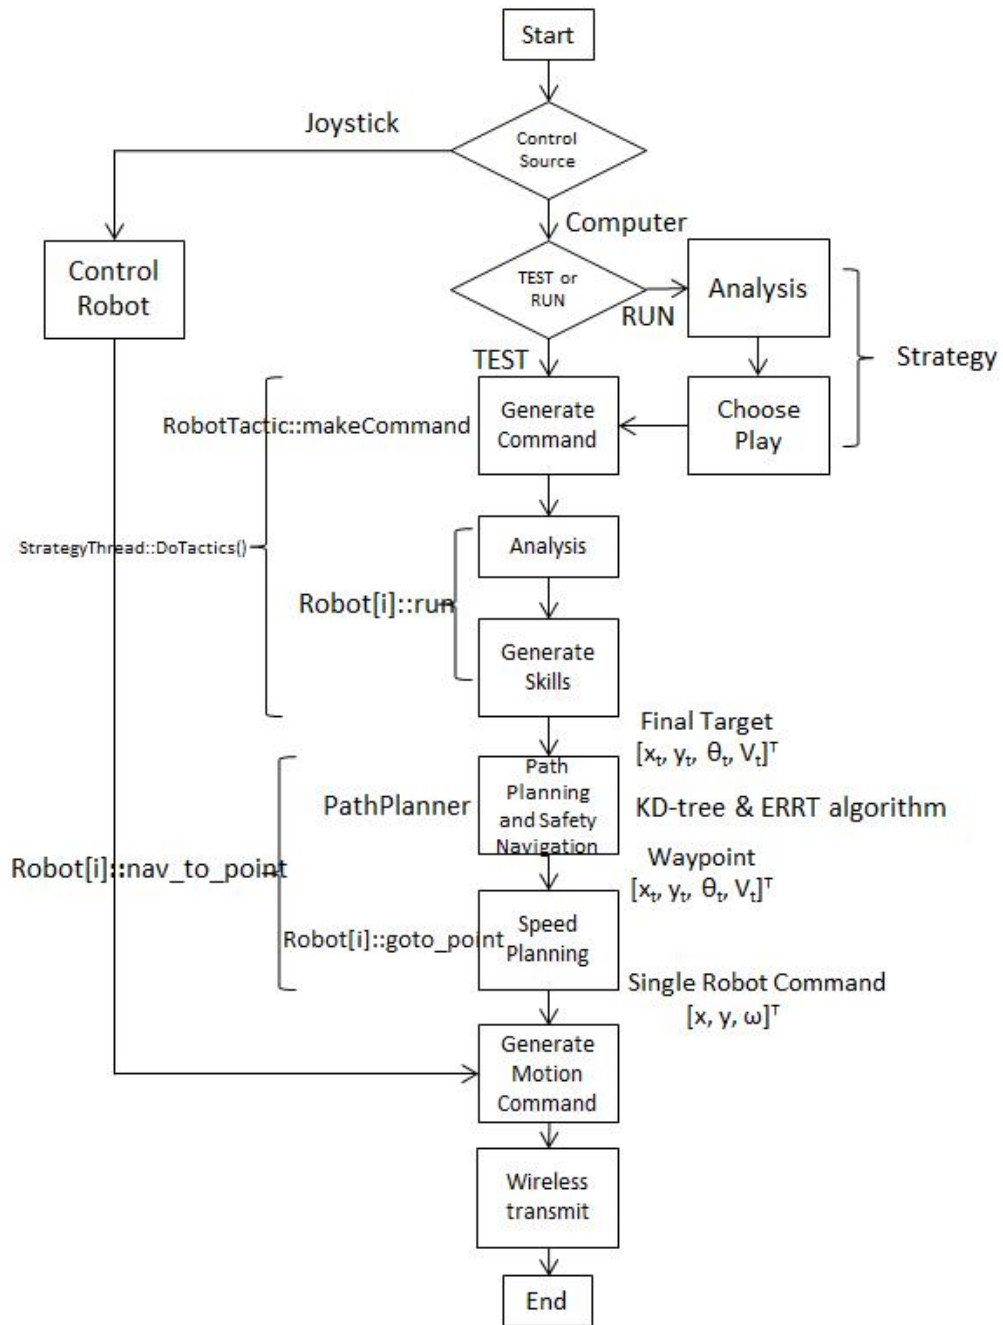 Start
Joystick
Control
Source
Computer
Control
Robot
TEST or
RUN
RUN
Analysis
Strategy
TEST
RobotTactic::makeCommand
Generate
Command
Choose
Play
StrategyThread::DoTactics()
Analysis
Robot[i]::run
Generate
Skills
Final Target
[xₜ, yₜ, θₜ, Vₜ]ᵀ
PathPlanner
Path
Planning
and Safety
Navigation
KD-tree & ERRT algorithm
Robot[i]::nav_to_point
Waypoint
[xₜ, yₜ, θₜ, Vₜ]ᵀ
Robot[i]::goto_point
Speed
Planning
Single Robot Command
[x, y, ω]ᵀ
Generate
Motion
Command
Wireless
transmit
End